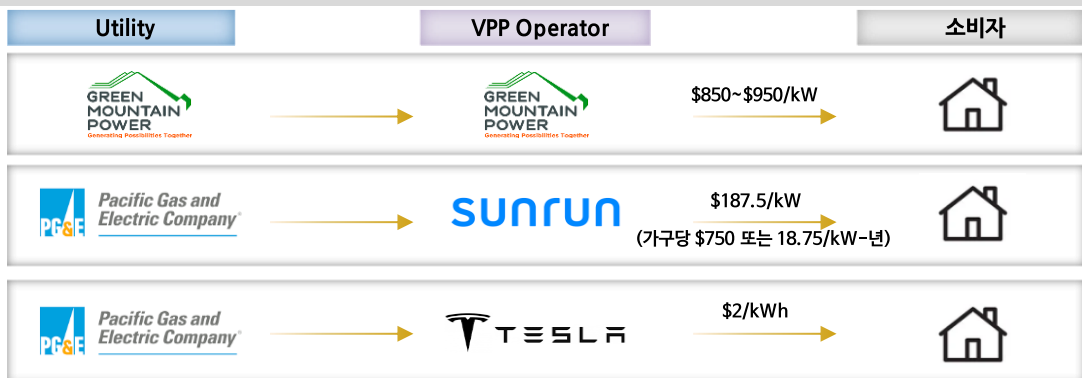 Utility
VPP Operator
소비자
GREEN
MOUNTAIN
POWER
Generating Possibilities Together
GREEN
MOUNTAIN
POWER
Generating Possibilities Together
$850~$950/kW
PG&E
Pacific Gas and
Electric Company®
sunrun
$187.5/kW
(가구당 $750 또는 18.75/kW-년)
PG&E
Pacific Gas and
Electric Company®
TESLA
$2/kWh